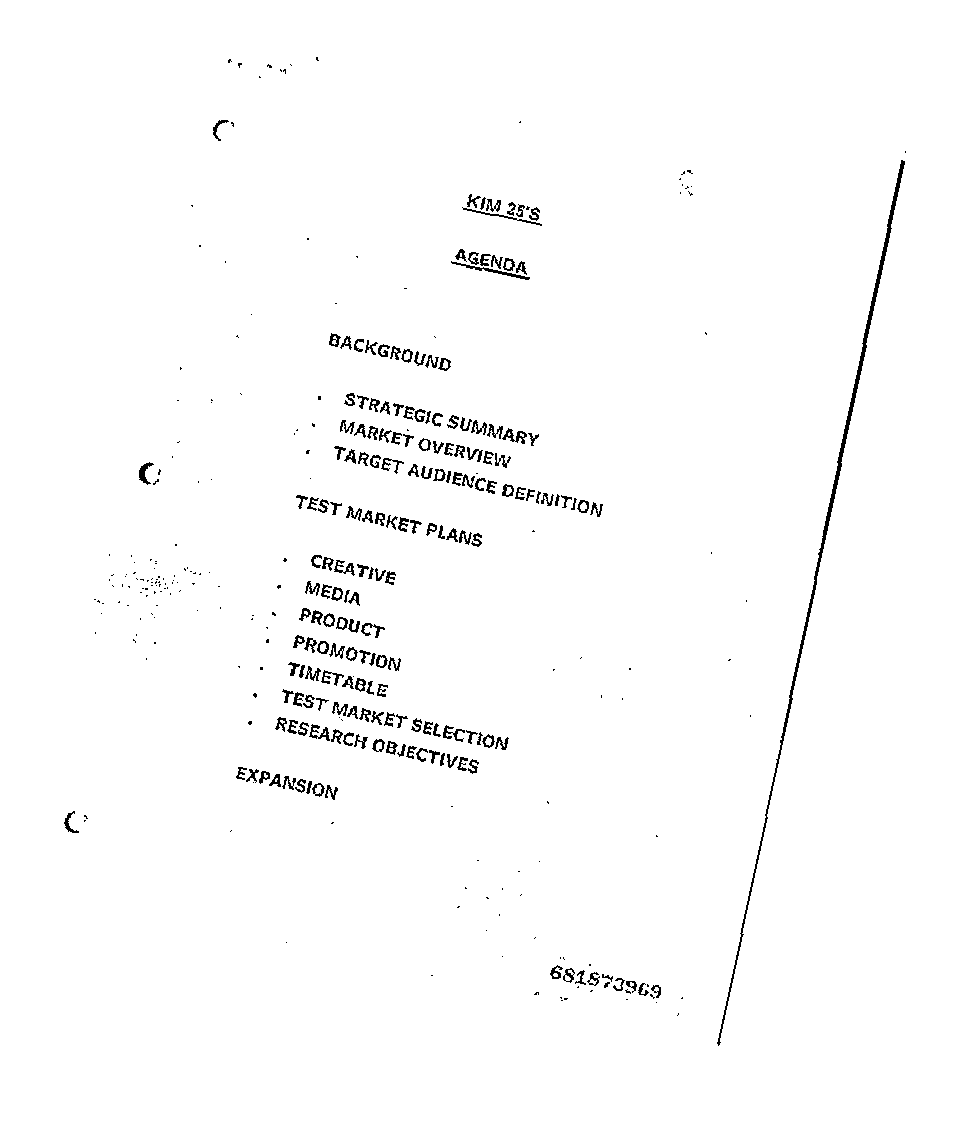 KIM 25'S
AGENDA
BACKGROUND
· STRATEGIC SUMMARY
· MARKET OVERVIEW
· TARGET AUDIENCE DEFINITION
TEST MARKET PLANS
· CREATIVE
· MEDIA
· PRODUCT
· PROMOTION
· TIMETABLE
· TEST MARKET SELECTION
· RESEARCH OBJECTIVES
EXPANSION
681873969